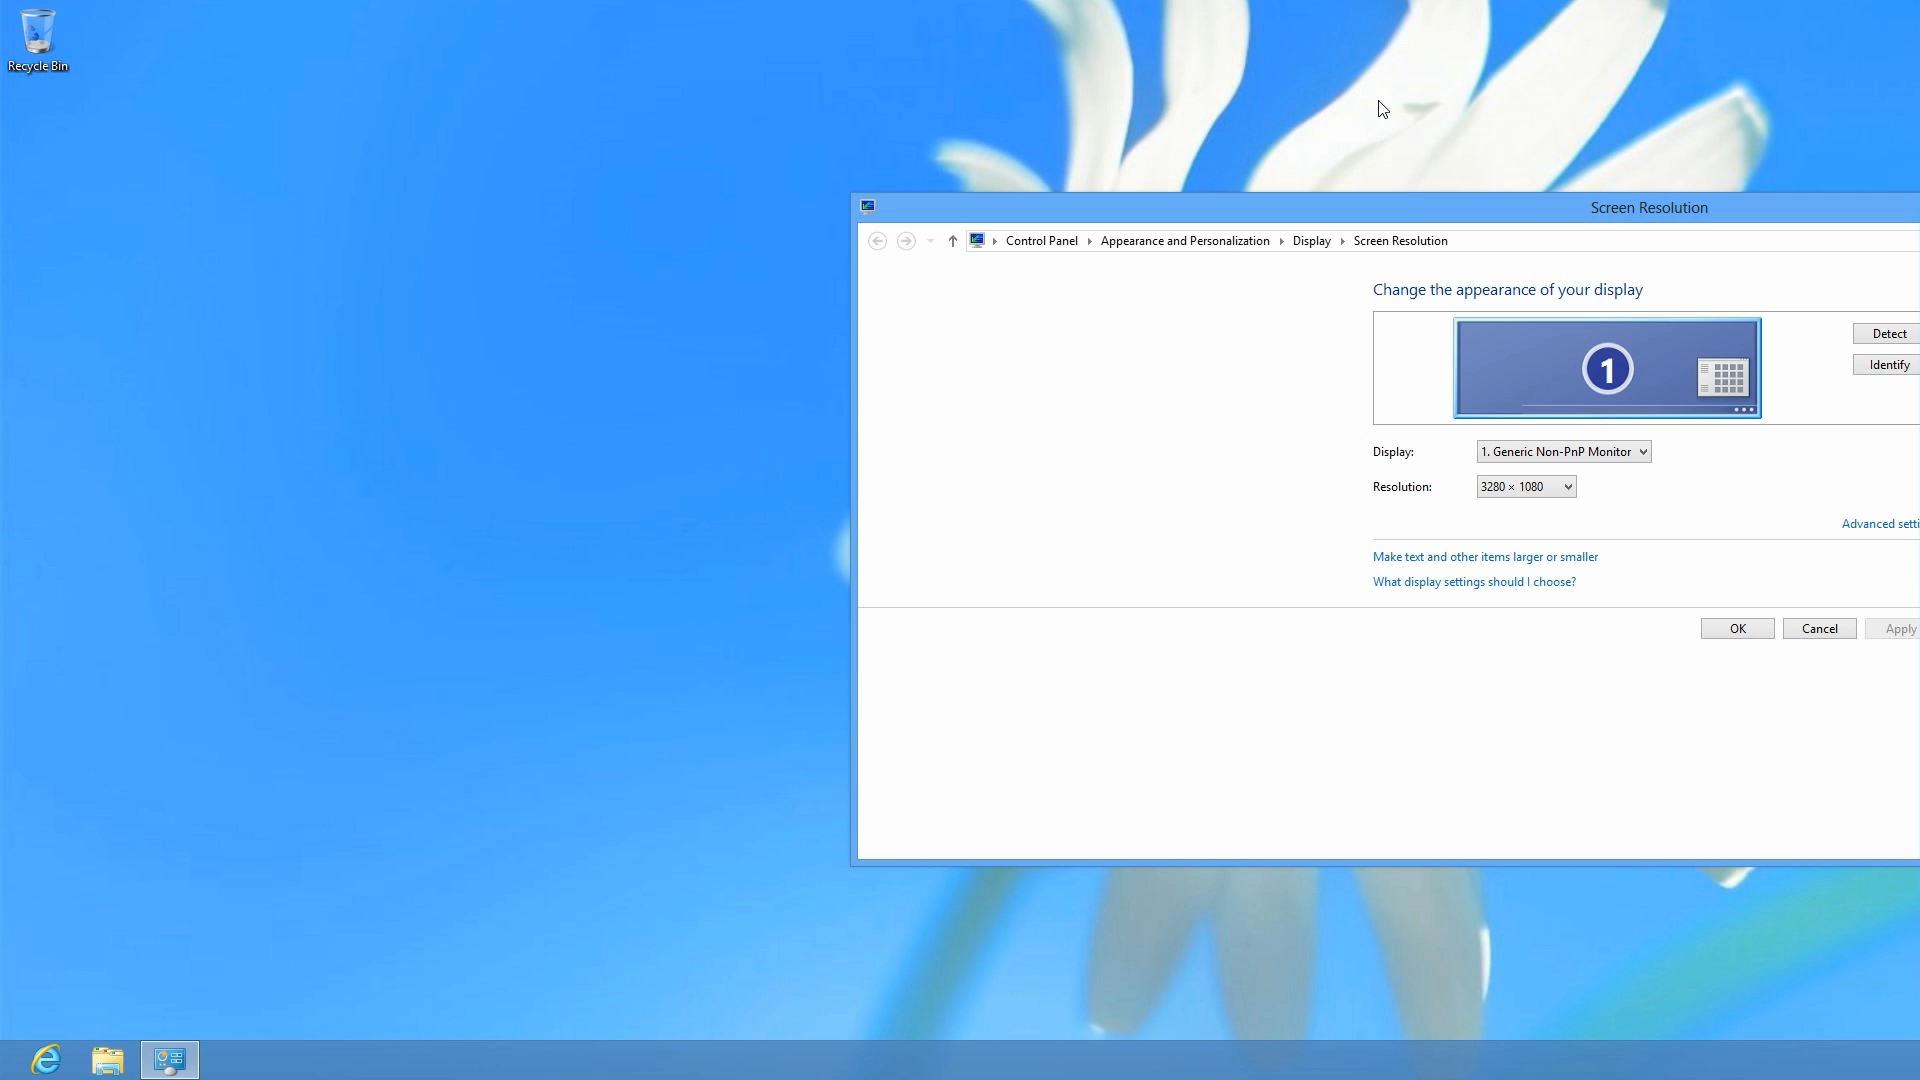 Recycle Bin
Screen Resolution
Control Panel
Appearance and Personalization
Display
Screen Resolution
Change the appearance of your display
1
Detect
Identify
Display:
1. Generic Non-PnP Monitor
Resolution:
3280 × 1080
Advanced setti
Make text and other items larger or smaller
What display settings should I choose?
OK
Cancel
Apply